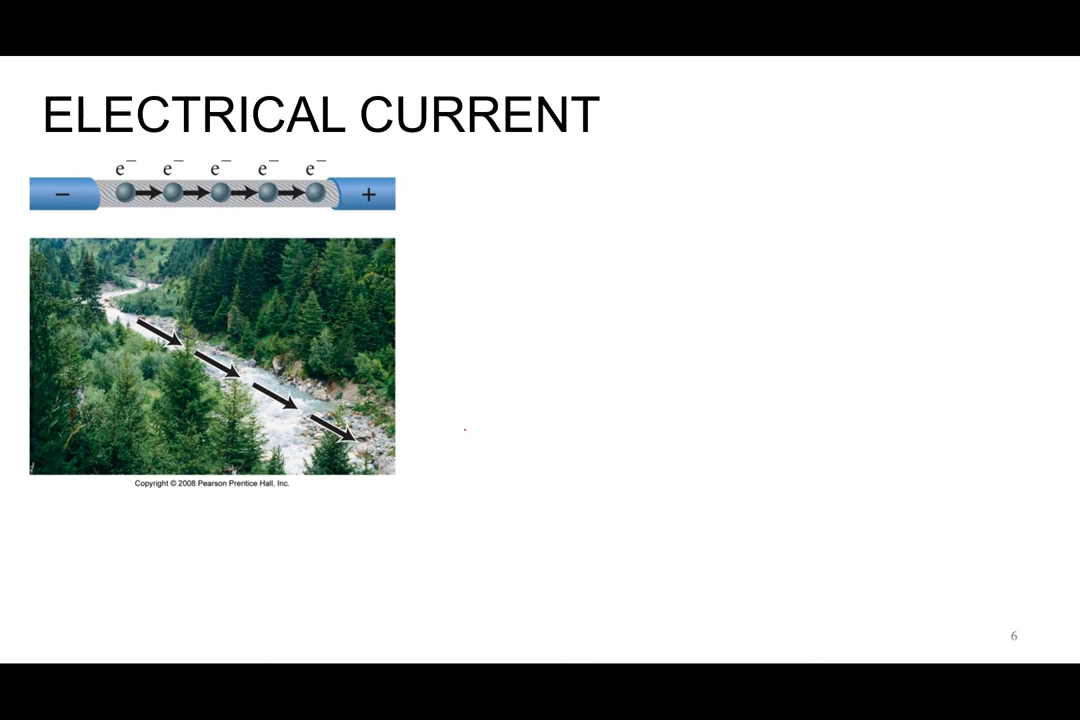 ELECTRICAL CURRENT
e⁻ e⁻ e⁻ e⁻ e⁻
− +
Copyright © 2008 Pearson Prentice Hall, Inc.
6